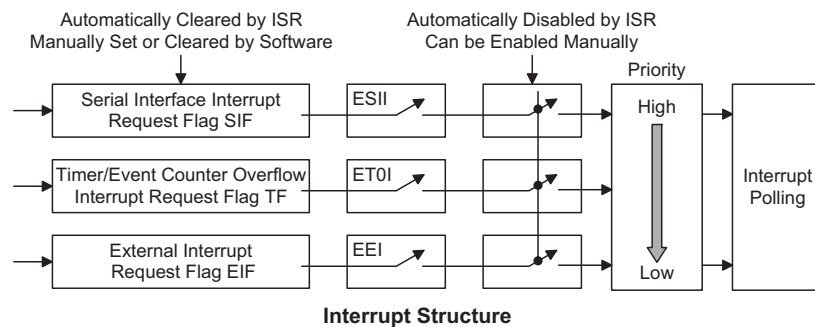 Automatically Cleared by ISR
Manually Set or Cleared by Software
Automatically Disabled by ISR
Can be Enabled Manually
Priority
Serial Interface Interrupt
Request Flag SIF
ESII
High
Timer/Event Counter Overflow
Interrupt Request Flag TF
ET0I
Interrupt
Polling
External Interrupt
Request Flag EIF
EEI
Low
Interrupt Structure